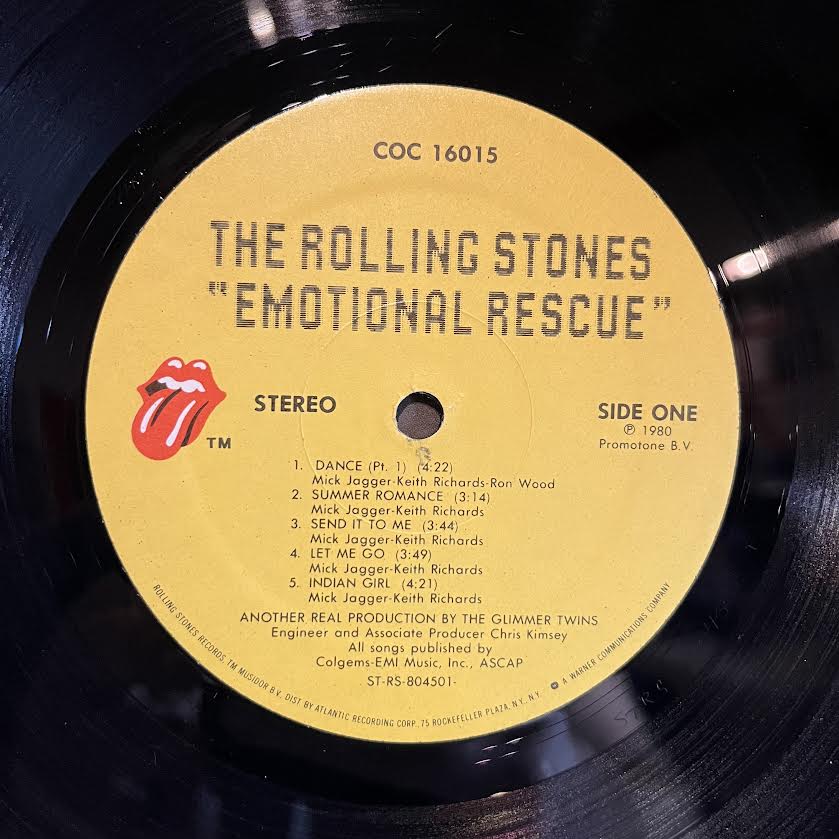 COC 16015
THE ROLLING STONES
"EMOTIONAL RESCUE"
STEREO
SIDE ONE
℗ 1980
Promotone B.V.
TM
1. DANCE (Pt. 1) (4:22)
Mick Jagger-Keith Richards-Ron Wood
2. SUMMER ROMANCE (3:14)
Mick Jagger-Keith Richards
3. SEND IT TO ME (3:44)
Mick Jagger-Keith Richards
4. LET ME GO (3:49)
Mick Jagger-Keith Richards
5. INDIAN GIRL (4:21)
Mick Jagger-Keith Richards
ANOTHER REAL PRODUCTION BY THE GLIMMER TWINS
Engineer and Associate Producer Chris Kimsey
All songs published by
Colgems-EMI Music, Inc., ASCAP
ST-RS-804501-
ROLLING STONES RECORDS, TM MUSIDOR B.V. DIST BY ATLANTIC RECORDING CORP., 75 ROCKEFELLER PLAZA, N.Y., N.Y. A WARNER COMMUNICATIONS COMPANY